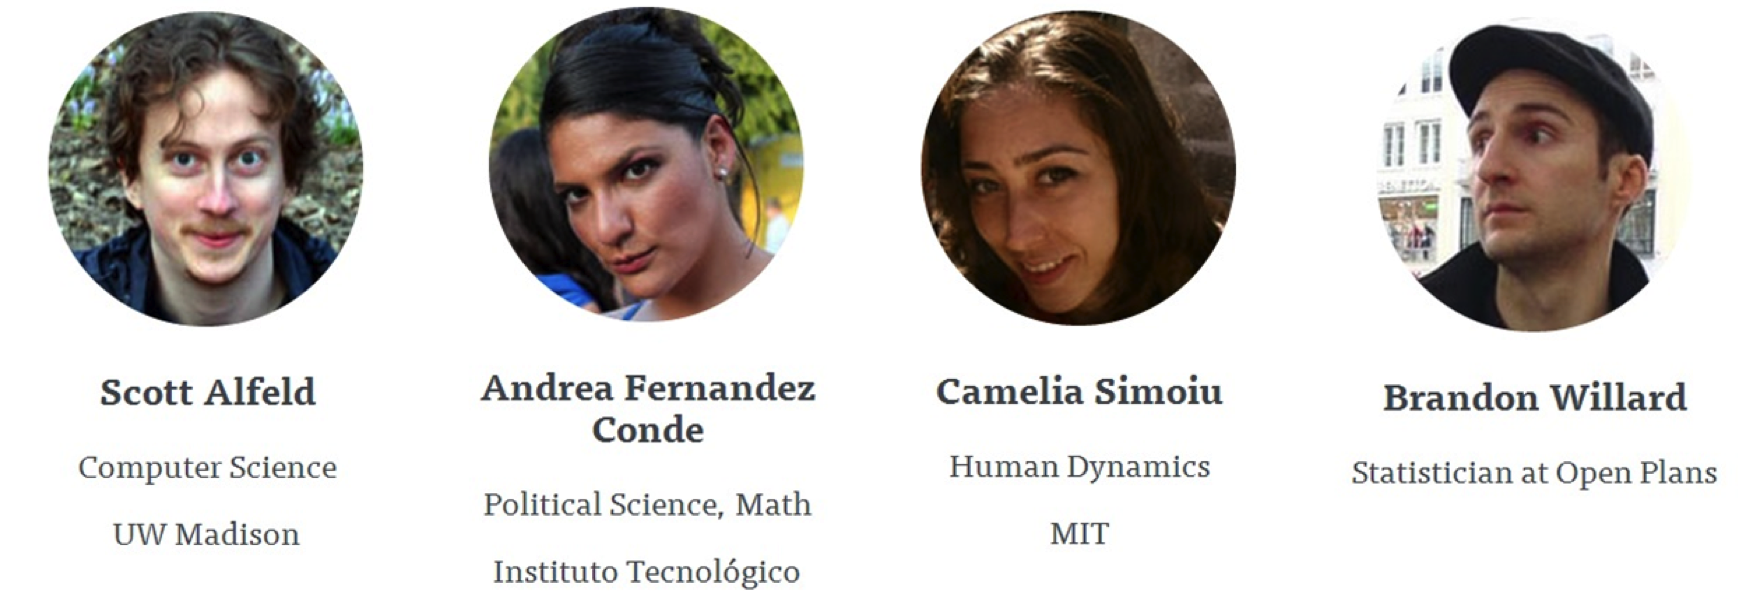 Scott Alfeld
Computer Science
UW Madison
Andrea Fernandez
Conde
Political Science, Math
Instituto Tecnológico
Camelia Simoiu
Human Dynamics
MIT
Brandon Willard
Statistician at Open Plans